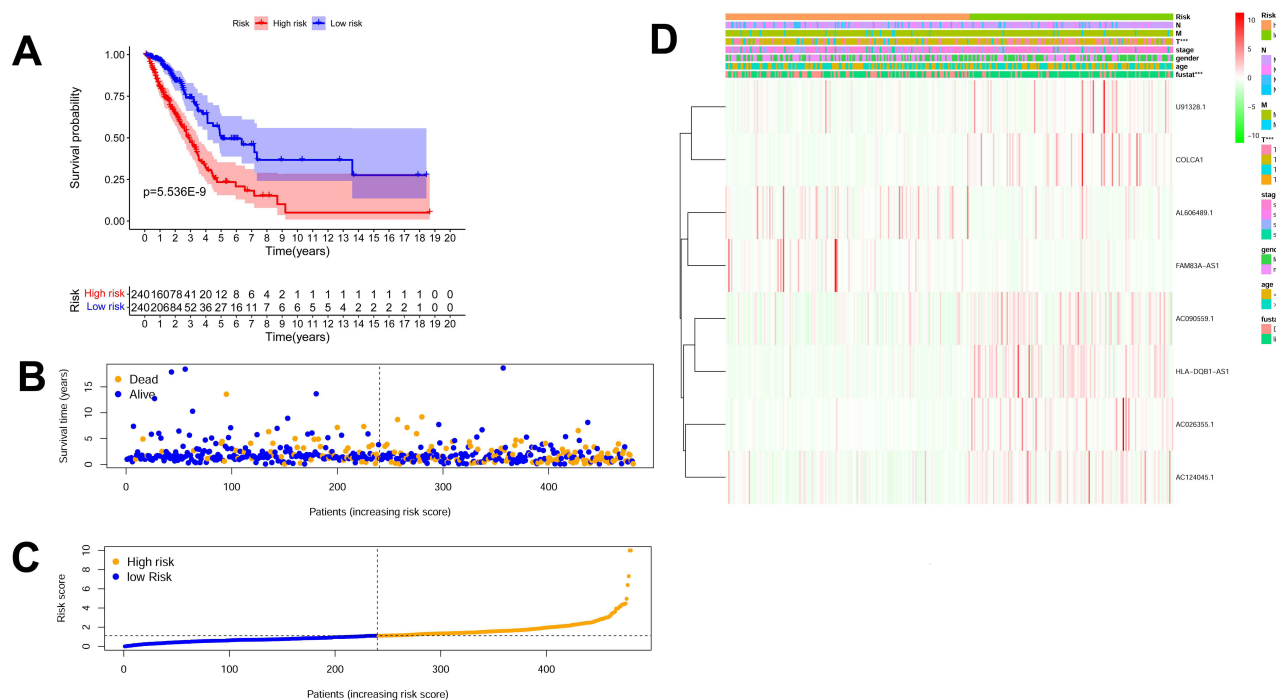 A
Risk High risk Low risk
Survival probability
1.00
0.75
0.50
0.25
0.00
p=5.536E-9
0 1 2 3 4 5 6 7 8 9 10 11 12 13 14 15 16 17 18 19 20
Time(years)
Risk
High risk 240 160 78 41 20 12 8 6 4 2 1 1 1 1 1 1 1 1 1 0 0
Low risk 240 206 84 52 36 27 16 11 7 6 6 5 5 4 2 2 2 2 1 0 0
0 1 2 3 4 5 6 7 8 9 10 11 12 13 14 15 16 17 18 19 20
Time(years)
B
Dead
Alive
Survival time (years)
15
10
5
0
0 100 200 300 400
Patients (increasing risk score)
C
High risk
low Risk
Risk score
10
8
6
4
2
0
0 100 200 300 400
Patients (increasing risk score)
D
Risk
N
M
T***
stage
gender
age
fustat***
U91328.1
COLCA1
AL606489.1
FAM83A-AS1
AC090559.1
HLA-DQB1-AS1
AC026355.1
AC124045.1
10
5
0
−5
−10
Risk
N
N
N
N
M
M
M
T***
T
T
T
T
stag
s
s
s
s
gend
age
fusta